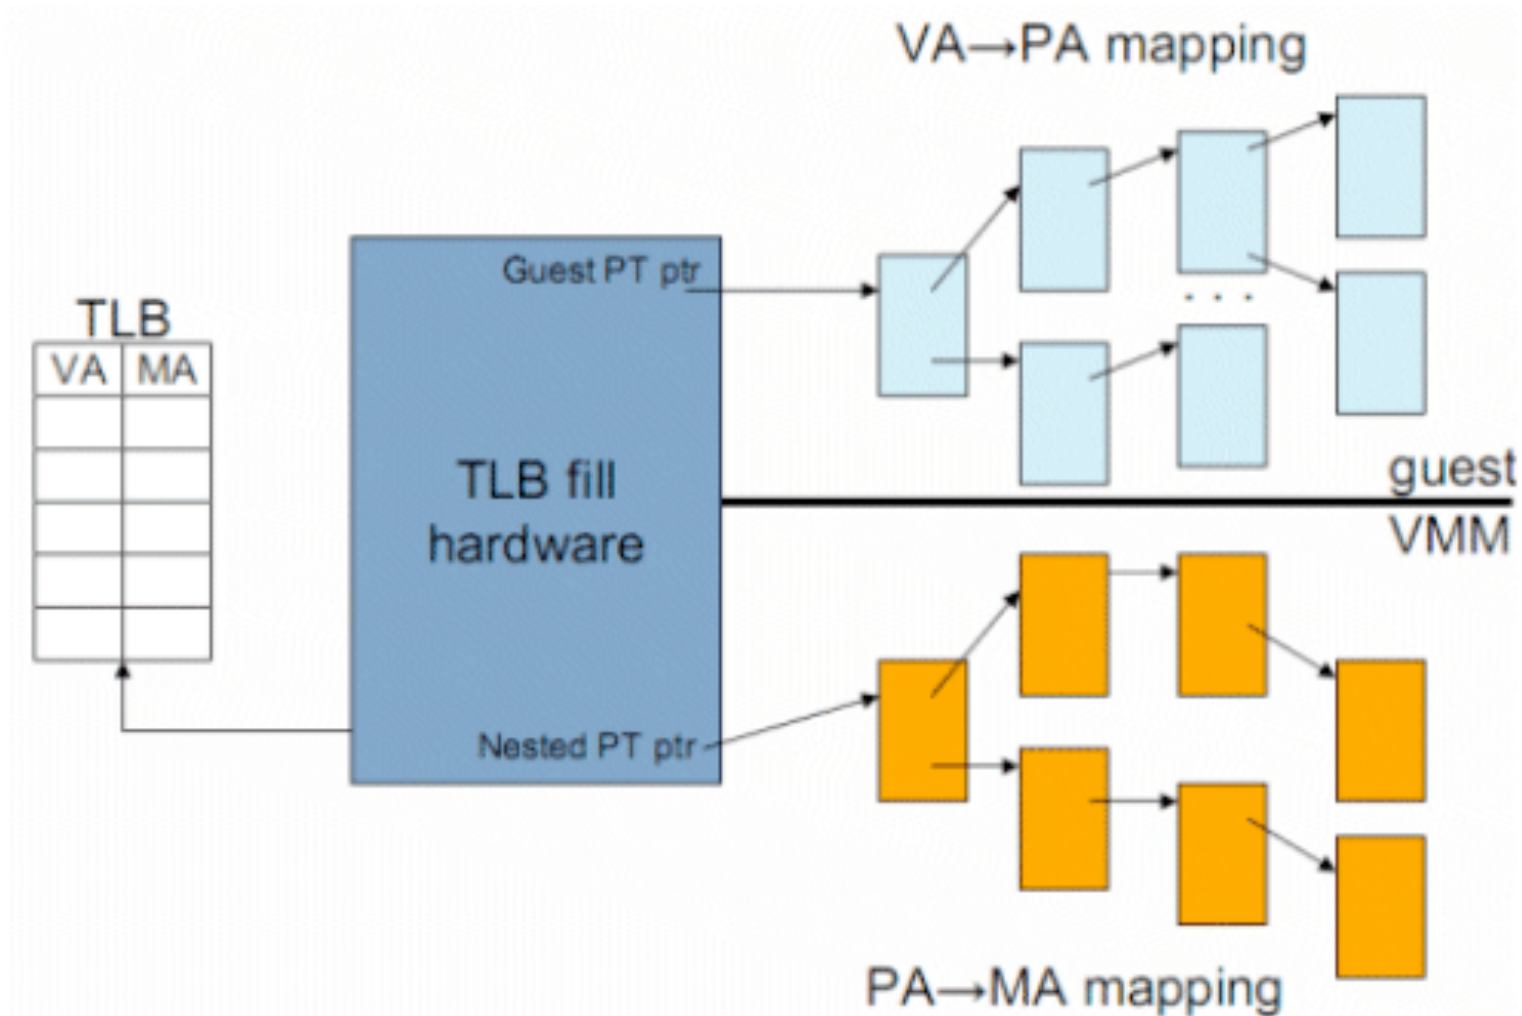 VA→PA mapping
Guest PT ptr
TLB
VA MA
. . .
TLB fill
hardware
guest
VMM
Nested PT ptr
PA→MA mapping